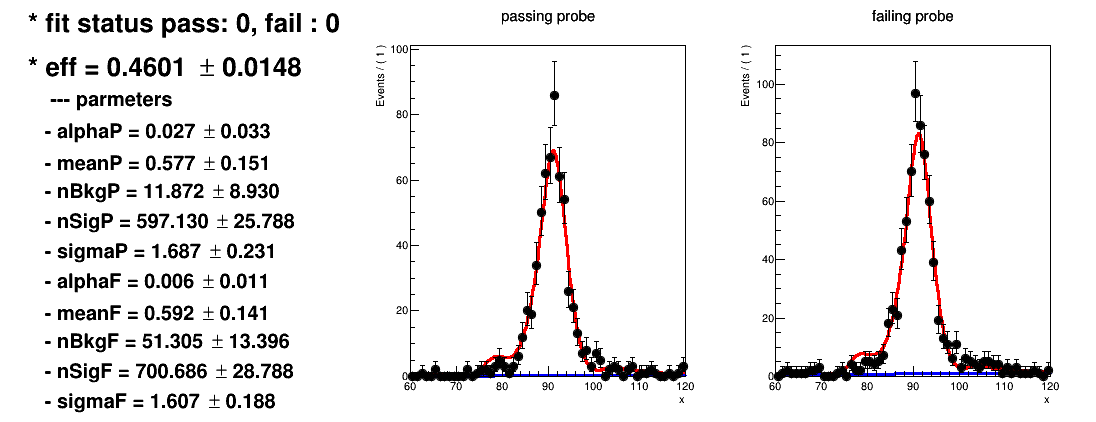 * fit status pass: 0, fail : 0
* eff = 0.4601 ± 0.0148
--- parmeters
- alphaP = 0.027 ± 0.033
- meanP = 0.577 ± 0.151
- nBkgP = 11.872 ± 8.930
- nSigP = 597.130 ± 25.788
- sigmaP = 1.687 ± 0.231
- alphaF = 0.006 ± 0.011
- meanF = 0.592 ± 0.141
- nBkgF = 51.305 ± 13.396
- nSigF = 700.686 ± 28.788
- sigmaF = 1.607 ± 0.188
passing probe
Events / ( 1 )
100
80
60
40
20
0
60 70 80 90 100 110 120
x
failing probe
Events / ( 1 )
100
80
60
40
20
0
60 70 80 90 100 110 120
x